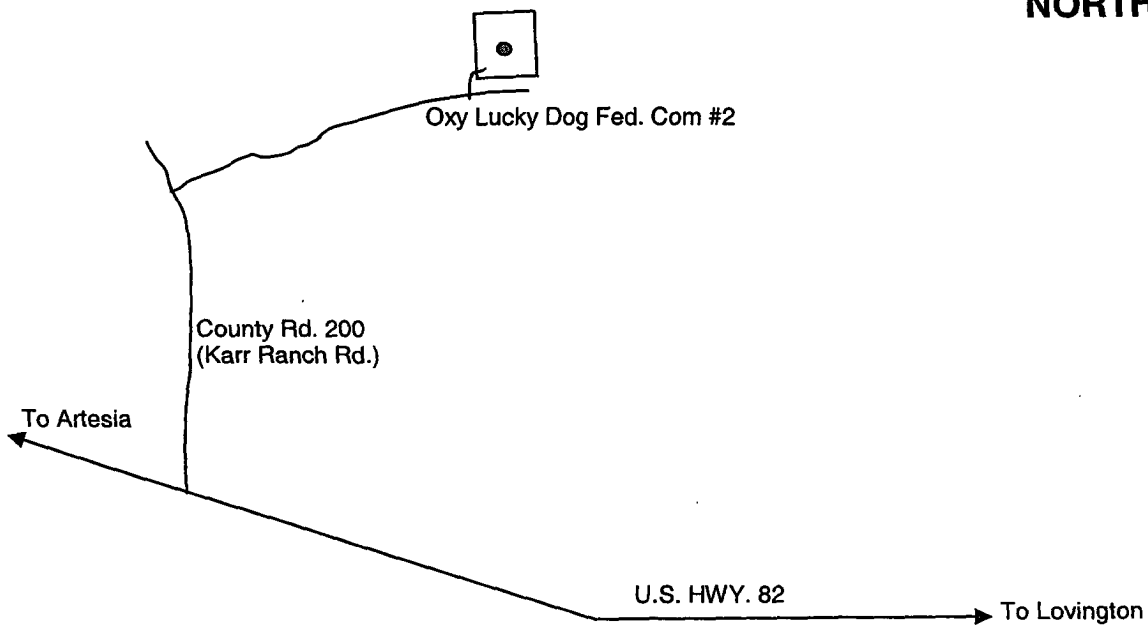 NORTH
Oxy Lucky Dog Fed. Com #2
County Rd. 200
(Karr Ranch Rd.)
To Artesia
U.S. HWY. 82
To Lovington